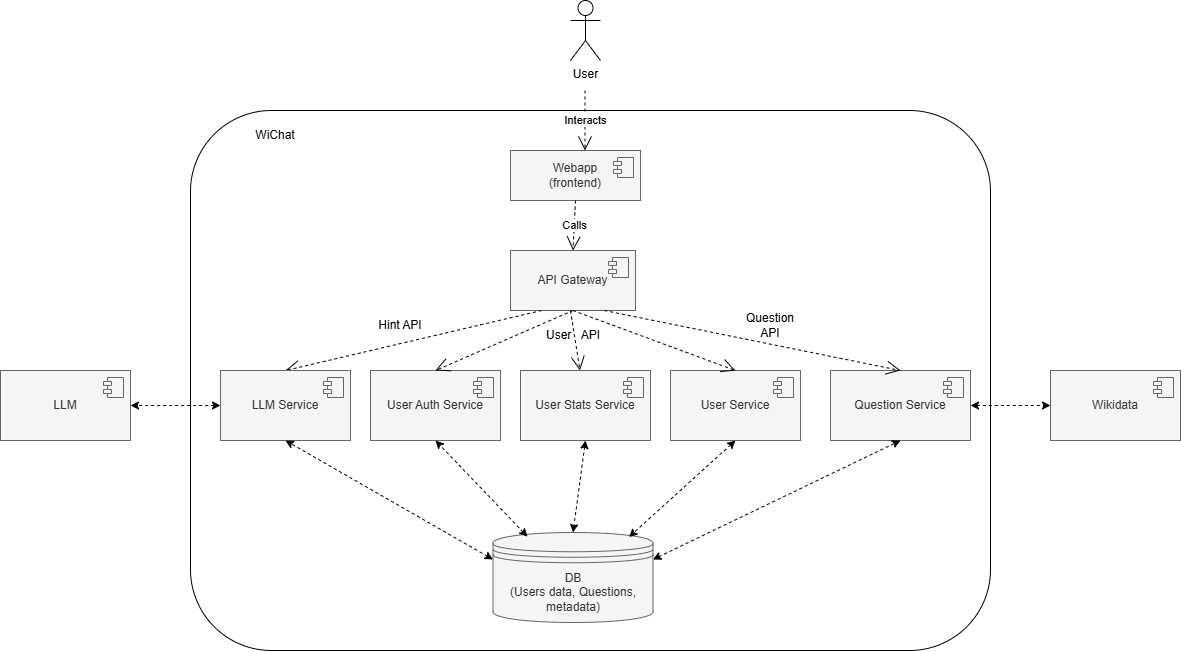 User
Interacts
WiChat
Webapp
(frontend)
Calls
API Gateway
Hint API
User API
Question
API
LLM
LLM Service
User Auth Service
User Stats Service
User Service
Question Service
Wikidata
DB
(Users data, Questions,
metadata)